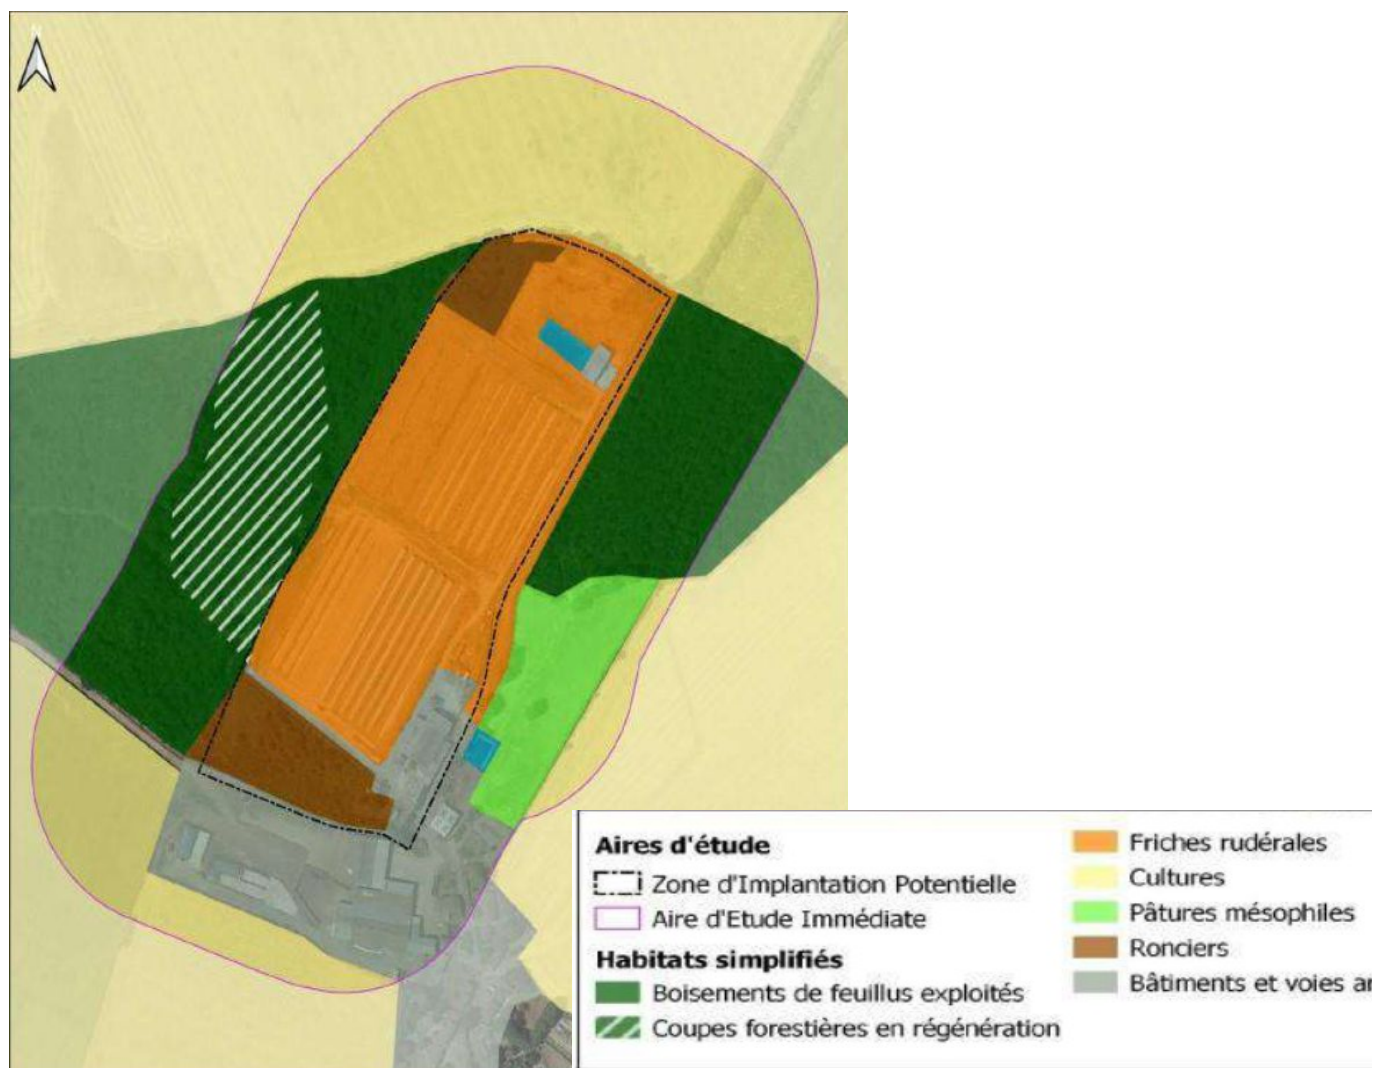 Aires d'étude
Zone d'Implantation Potentielle
Aire d'Etude Immédiate
Habitats simplifiés
Boisements de feuillus exploités
Coupes forestières en régénération
Friches rudérales
Cultures
Pâtures mésophiles
Ronciers
Bâtiments et voies ar